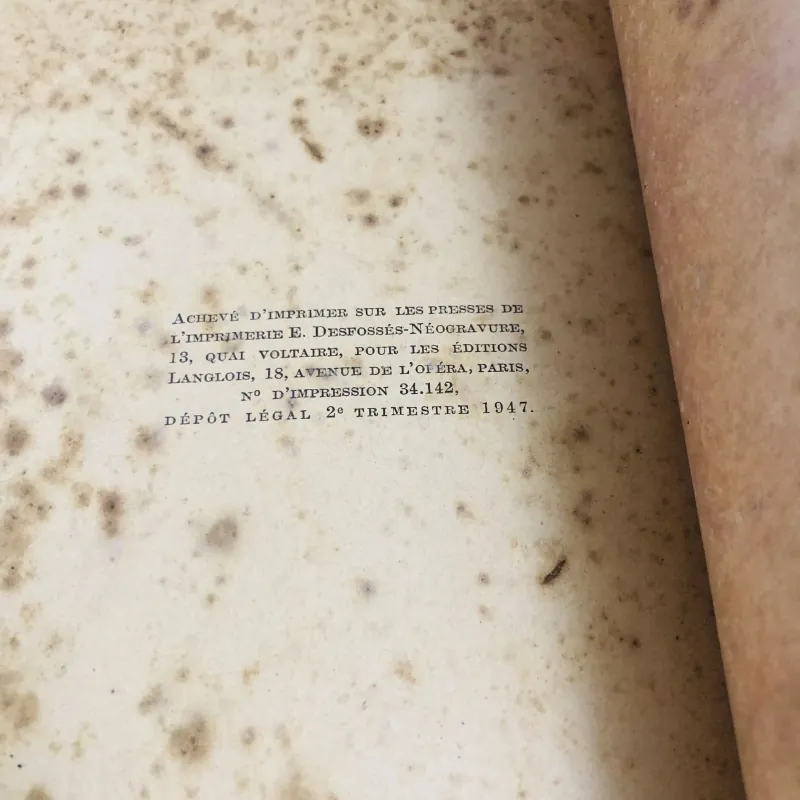 ACHEVÉ D'IMPRIMER SUR LES PRESSES DE
L'IMPRIMERIE E. DESFOSSÉS-NÉOGRAVURE,
13, QUAI VOLTAIRE, POUR LES ÉDITIONS
LANGLOIS, 18, AVENUE DE L'OPÉRA, PARIS,
Nº D'IMPRESSION 34.142,
DÉPÔT LÉGAL 2e TRIMESTRE 1947.